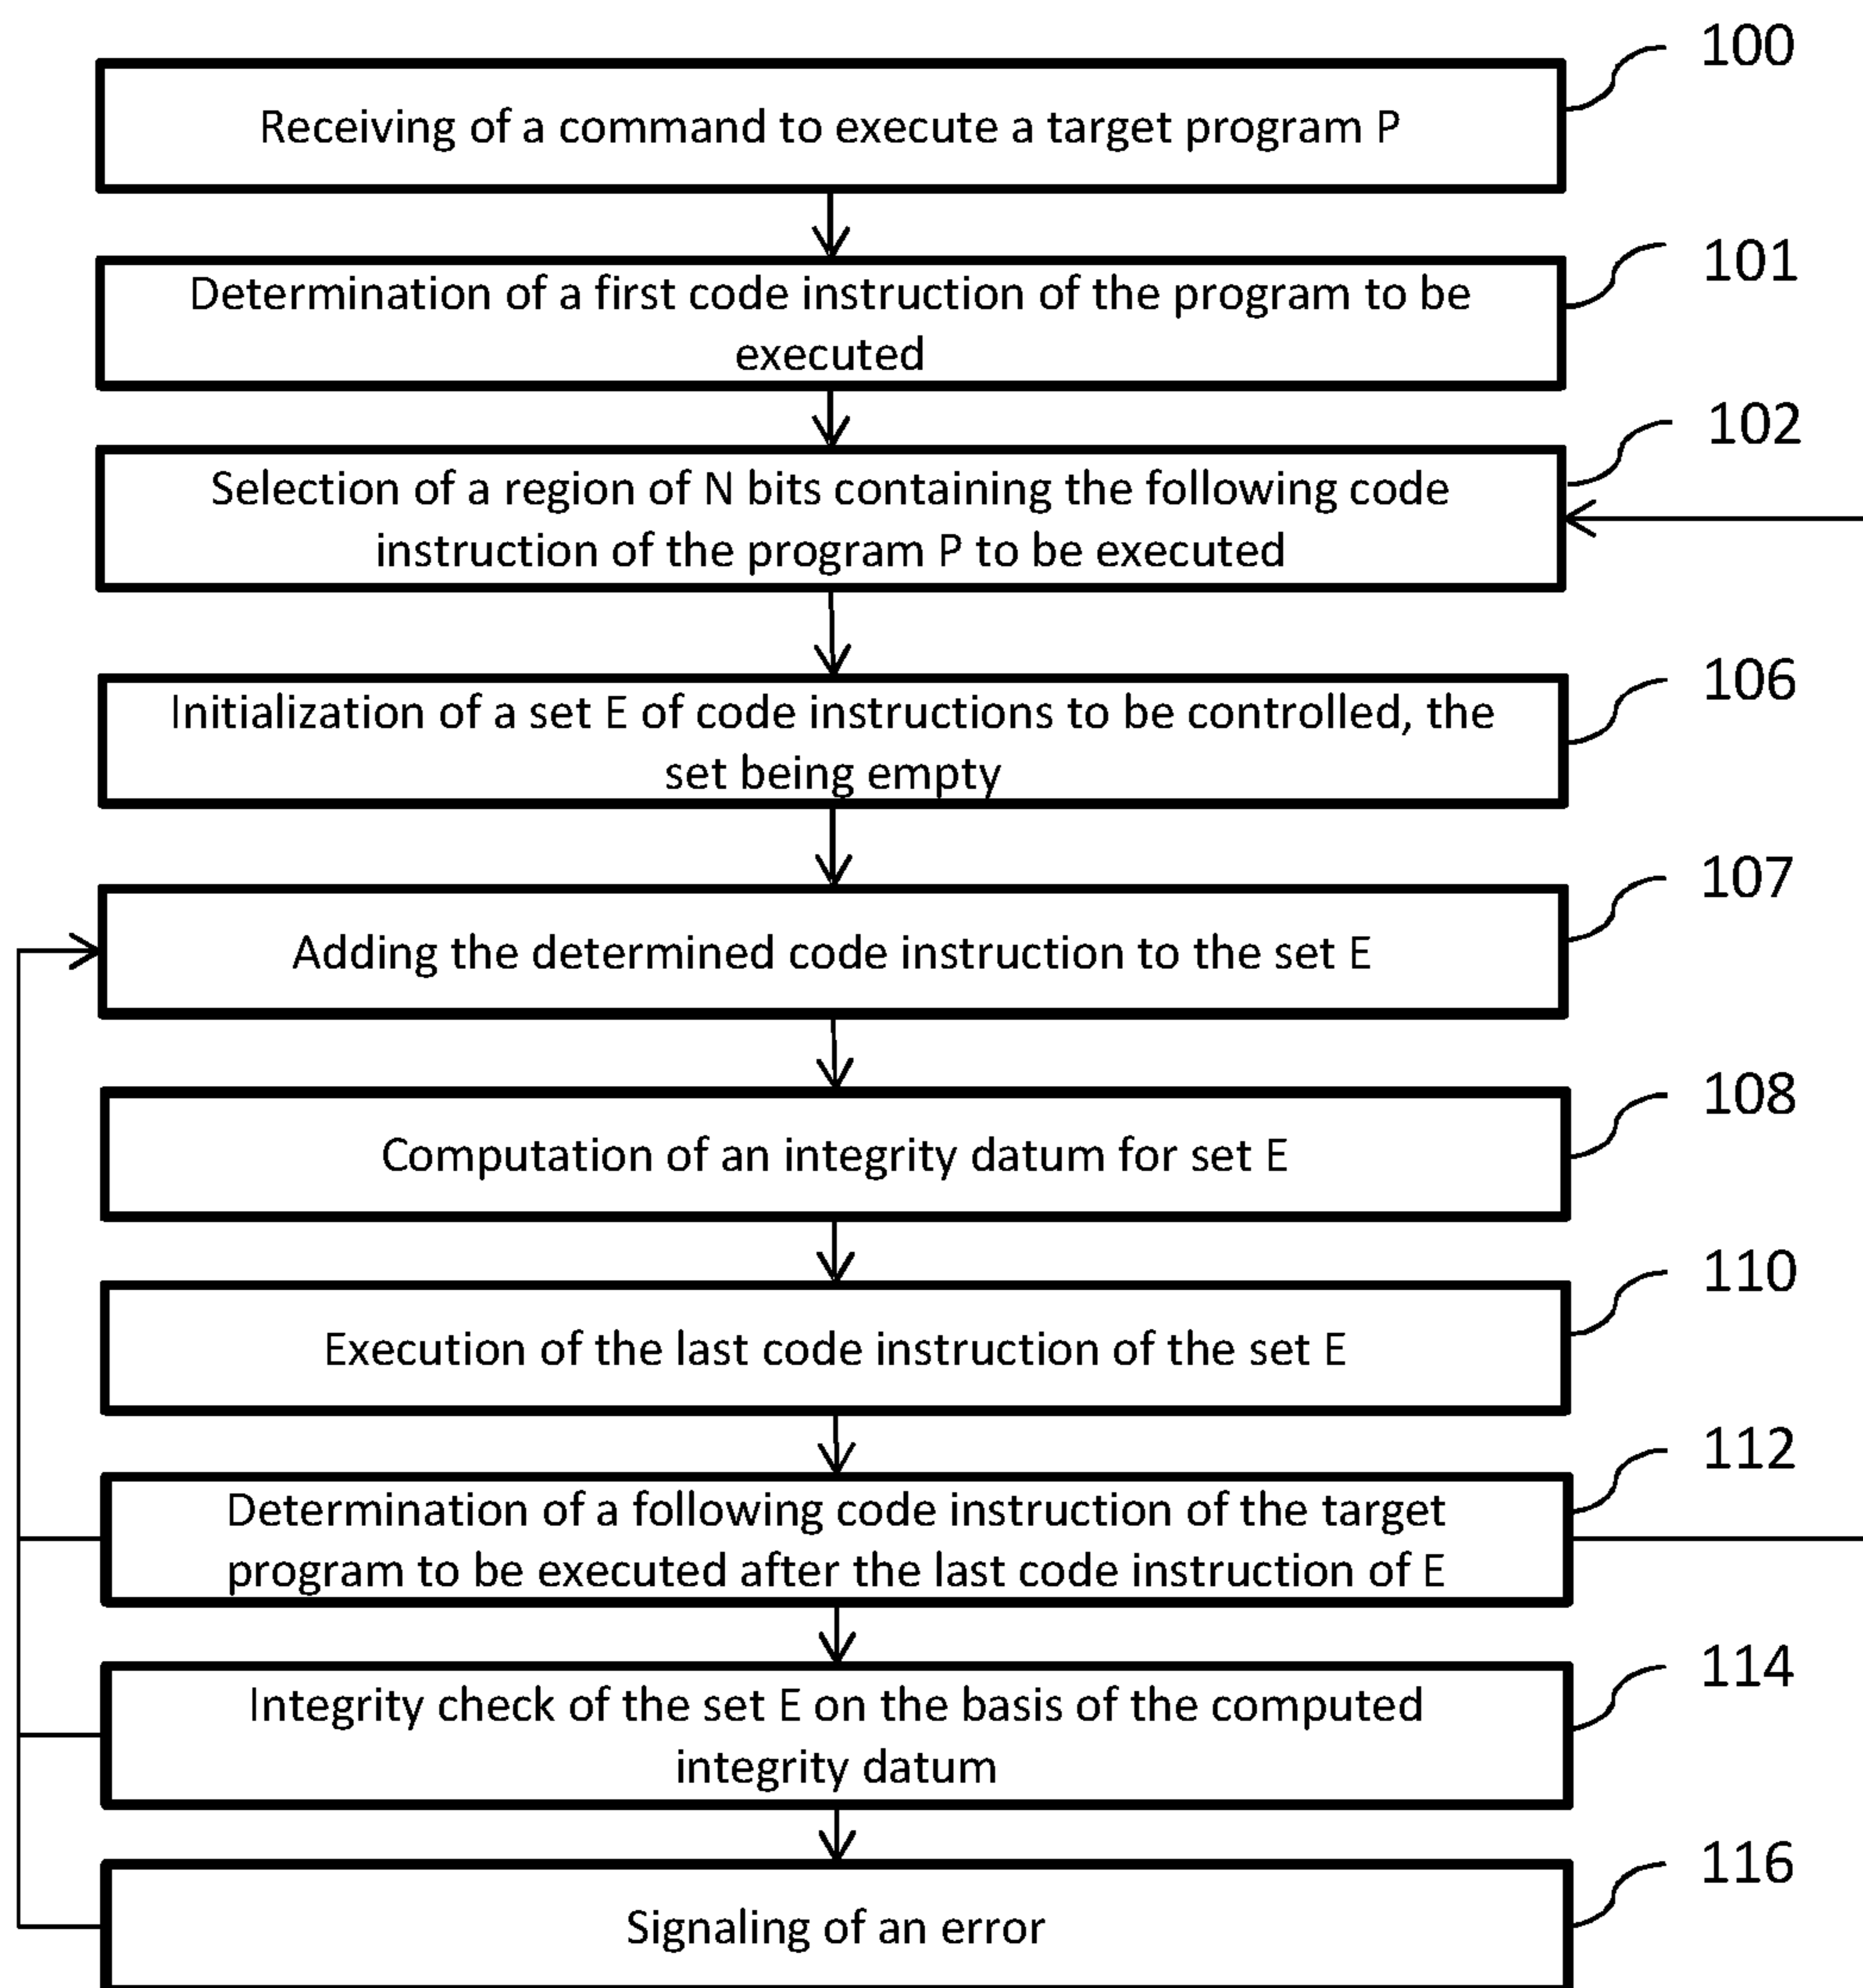 100
Receiving of a command to execute a target program P
101
Determination of a first code instruction of the program to be
executed
102
Selection of a region of N bits containing the following code
instruction of the program P to be executed
106
Initialization of a set E of code instructions to be controlled, the
set being empty
107
Adding the determined code instruction to the set E
108
Computation of an integrity datum for set E
110
Execution of the last code instruction of the set E
112
Determination of a following code instruction of the target
program to be executed after the last code instruction of E
114
Integrity check of the set E on the basis of the computed
integrity datum
116
Signaling of an error